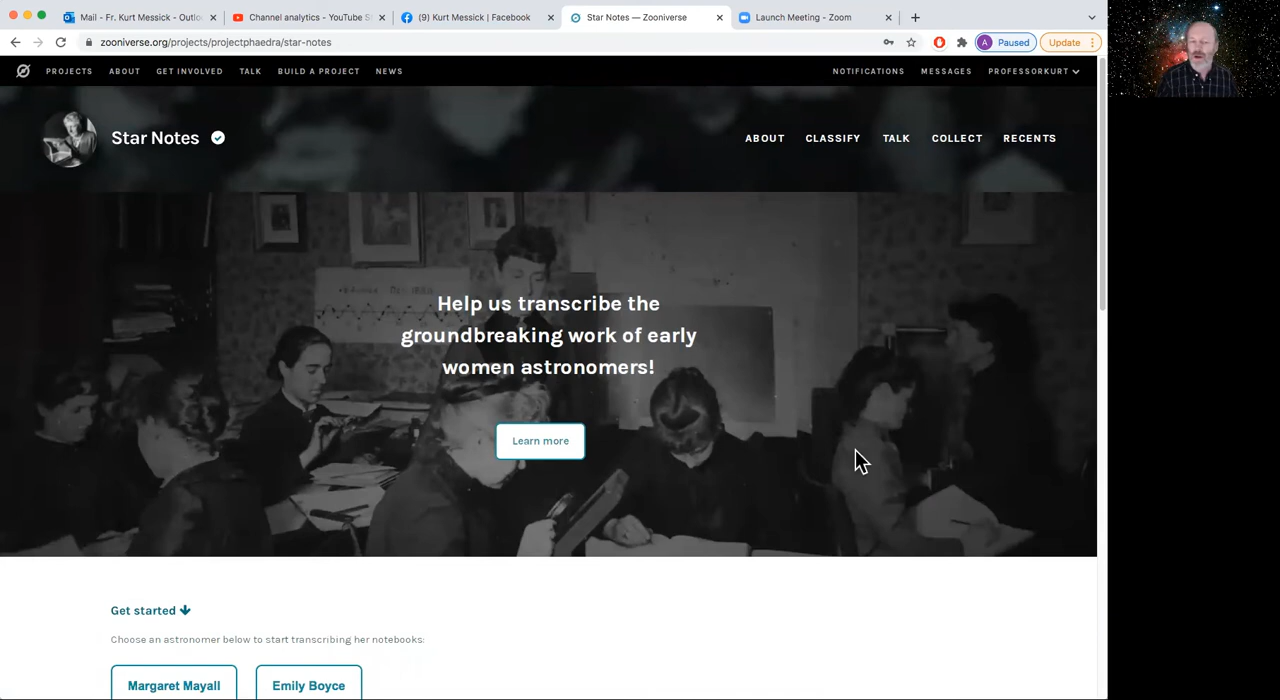 Mail - Fr. Kurt Messick - Outlo
Channel analytics - YouTube S
(9) Kurt Messick | Facebook
Star Notes — Zooniverse
Launch Meeting - Zoom
zooniverse.org/projects/projectphaedra/star-notes
A Paused
Update
PROJECTS ABOUT GET INVOLVED TALK BUILD A PROJECT NEWS
NOTIFICATIONS MESSAGES PROFESSORKURT
Star Notes
ABOUT CLASSIFY TALK COLLECT RECENTS
Help us transcribe the
groundbreaking work of early
women astronomers!
Learn more
Get started
Choose an astronomer below to start transcribing her notebooks:
Margaret Mayall
Emily Boyce